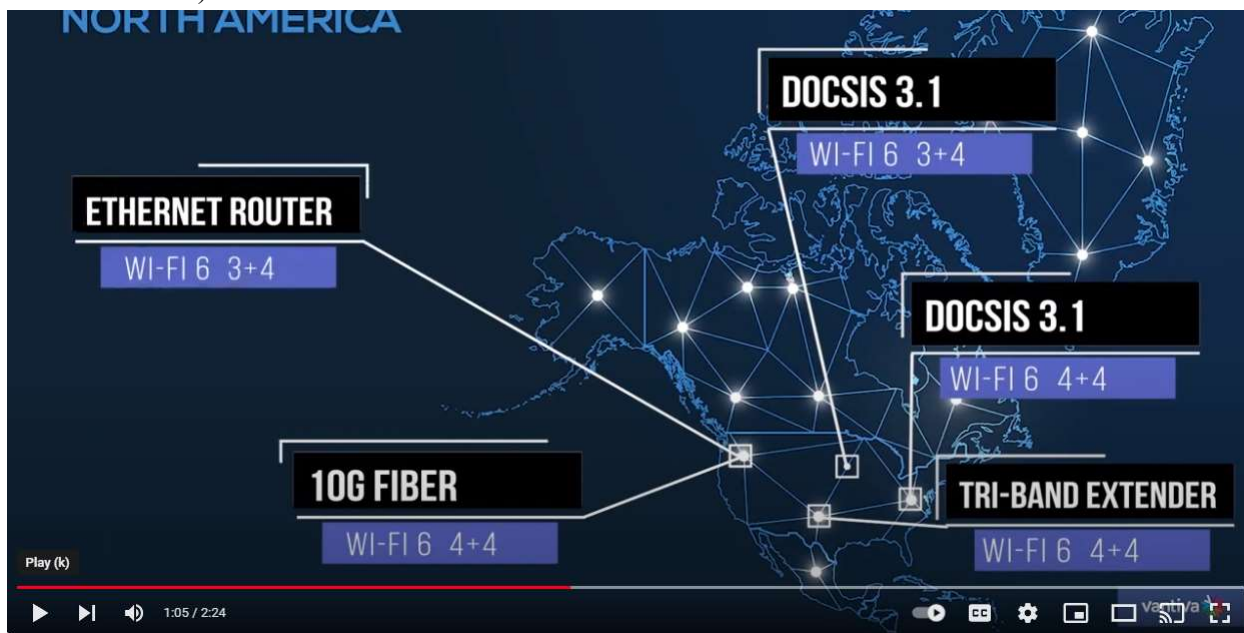 NORTH AMERICA
DOCSIS 3.1
WI-FI 6 3+4
ETHERNET ROUTER
WI-FI 6 3+4
DOCSIS 3.1
WI-FI 6 4+4
10G FIBER
WI-FI 6 4+4
TRI-BAND EXTENDER
WI-FI 6 4+4
Play (k)
1:05 / 2:24
CC
vantiva